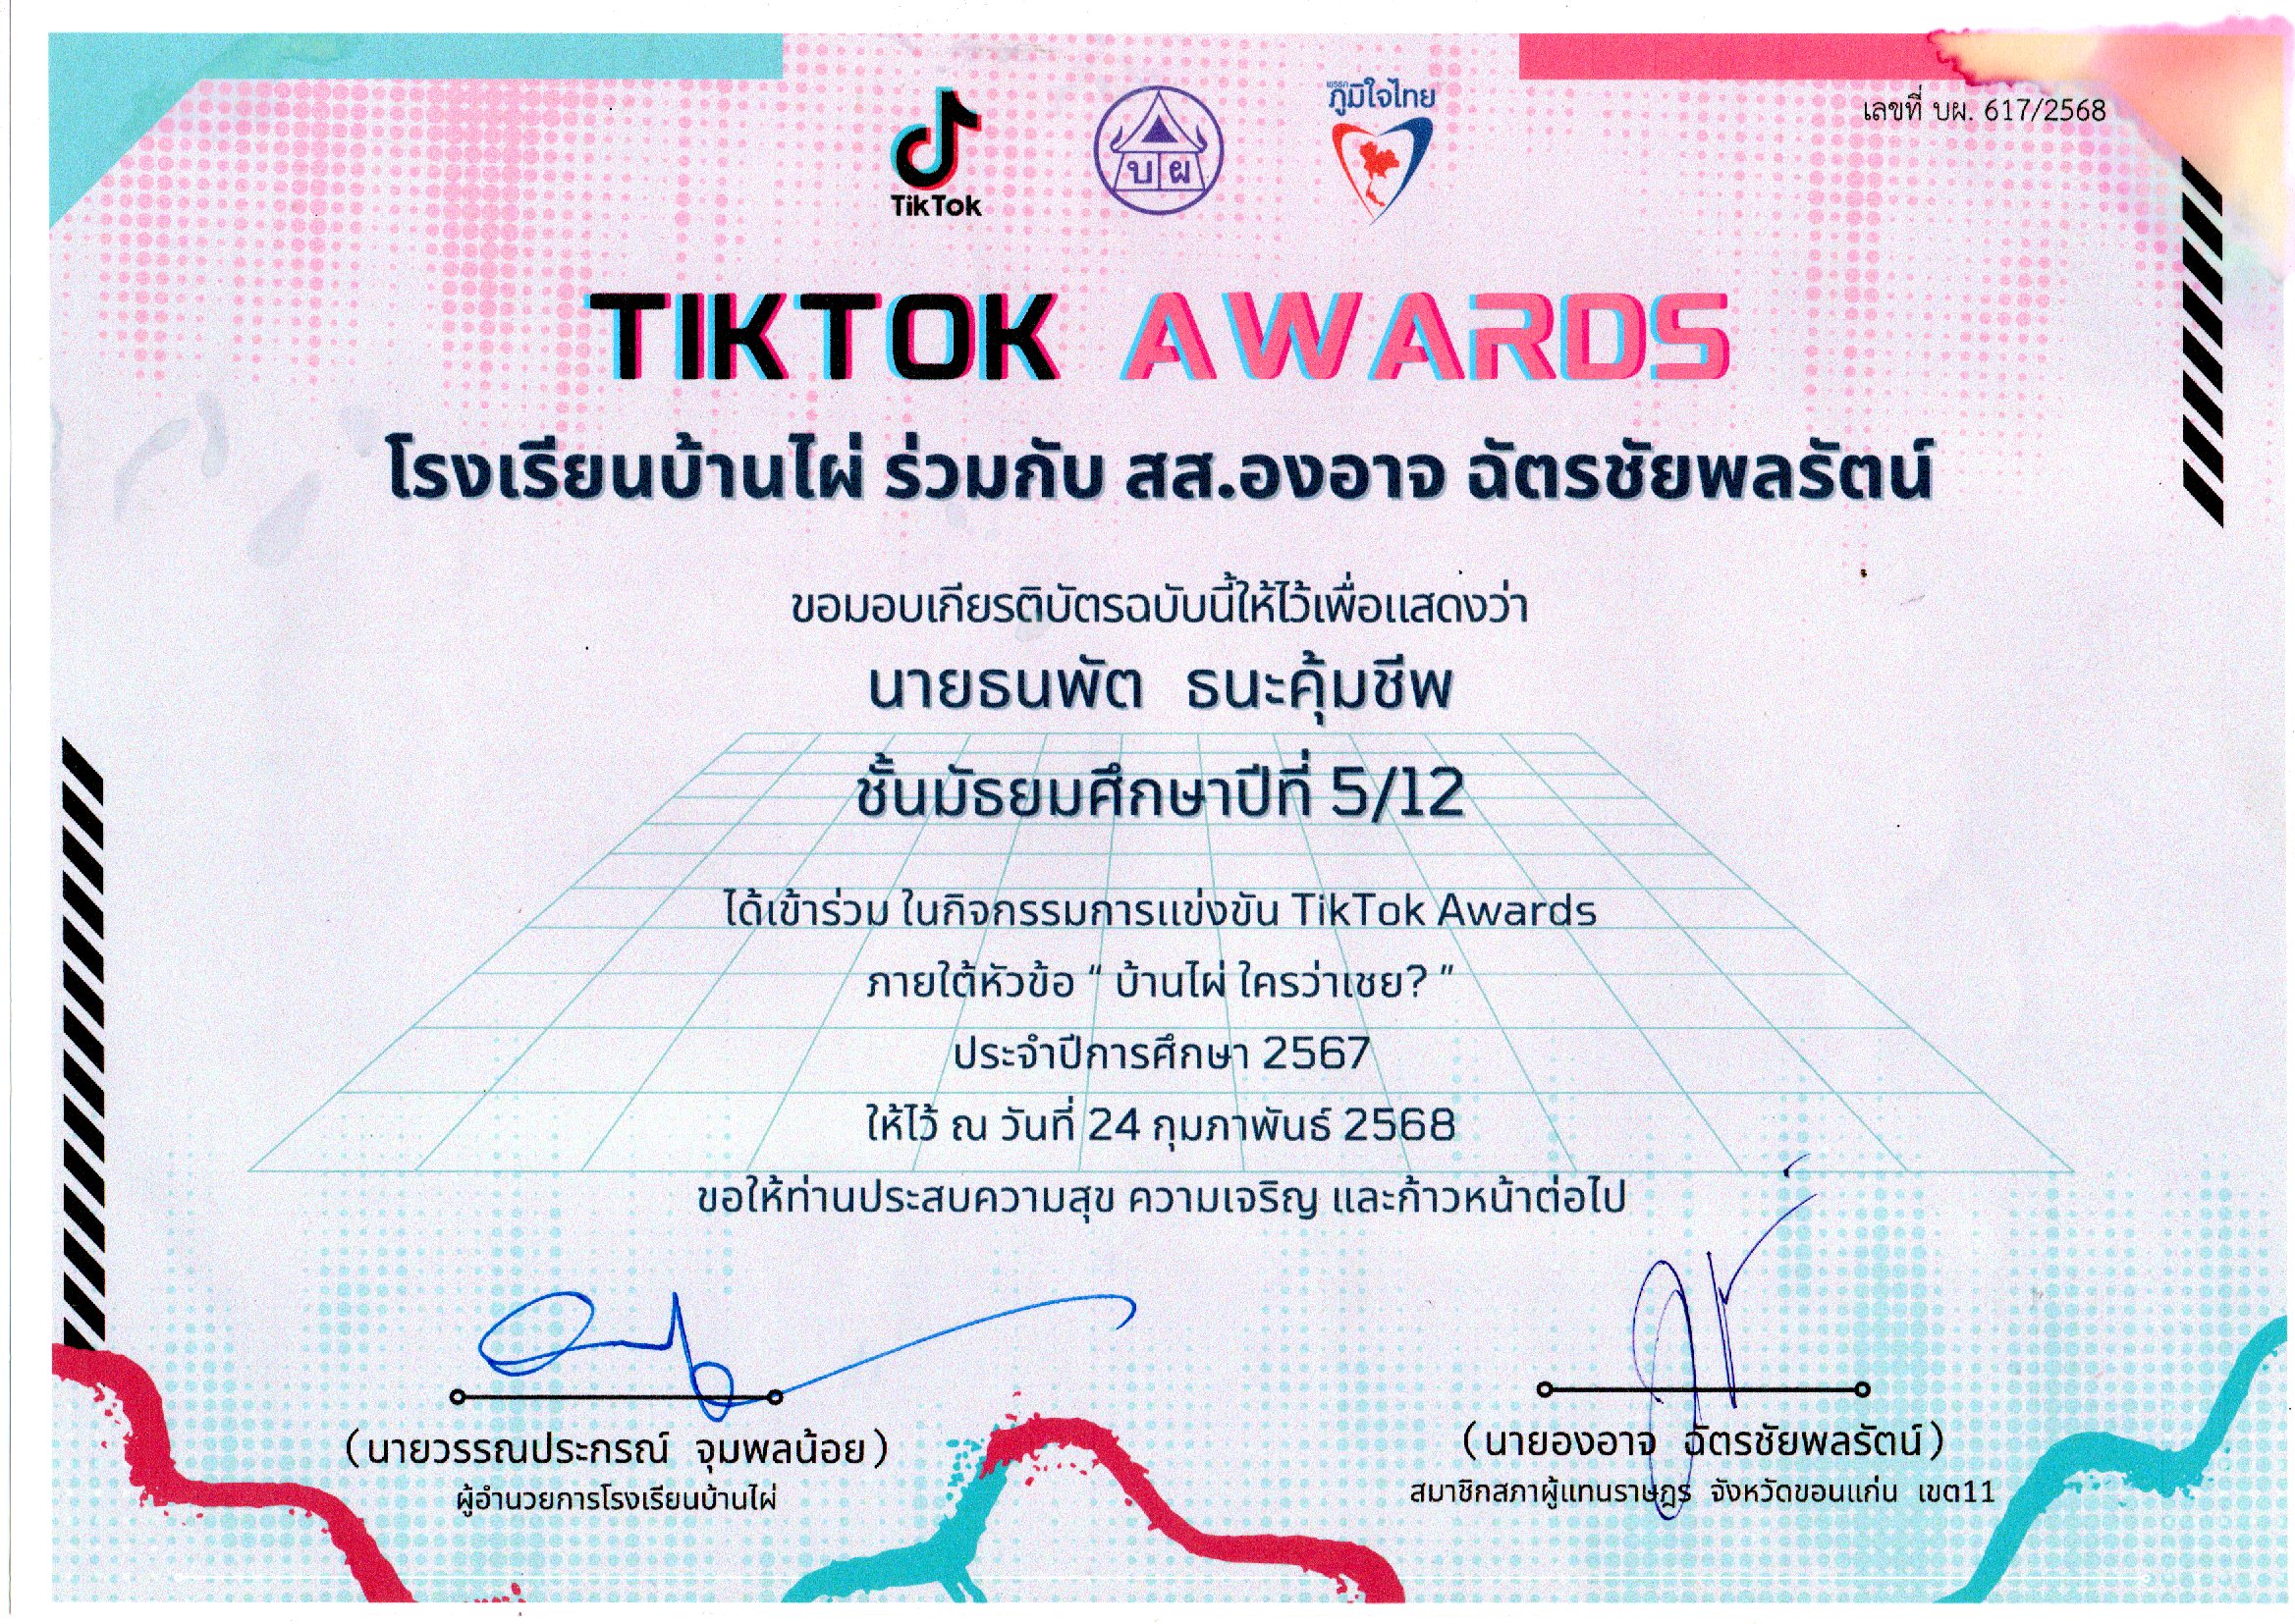 เลขที่ บผ. 617/2568
TikTok
บ ผ
พรรค
ภูมิใจไทย
TIKTOK AWARDS
โรงเรียนบ้านไผ่ ร่วมกับ สส.องอาจ ฉัตรชัยพลรัตน์
ขอมอบเกียรติบัตรฉบับนี้ให้ไว้เพื่อแสดงว่า
นายธนพัต ธนะคุ้มชีพ
ชั้นมัธยมศึกษาปีที่ 5/12
ได้เข้าร่วม ในกิจกรรมการแข่งขัน TikTok Awards
ภายใต้หัวข้อ “ บ้านไผ่ ใครว่าเชย? ”
ประจำปีการศึกษา 2567
ให้ไว้ ณ วันที่ 24 กุมภาพันธ์ 2568
ขอให้ท่านประสบความสุข ความเจริญ และก้าวหน้าต่อไป
(นายวรรณประกรณ์ จุมพลน้อย)
ผู้อำนวยการโรงเรียนบ้านไผ่
(นายองอาจ ฉัตรชัยพลรัตน์)
สมาชิกสภาผู้แทนราษฎร จังหวัดขอนแก่น เขต11